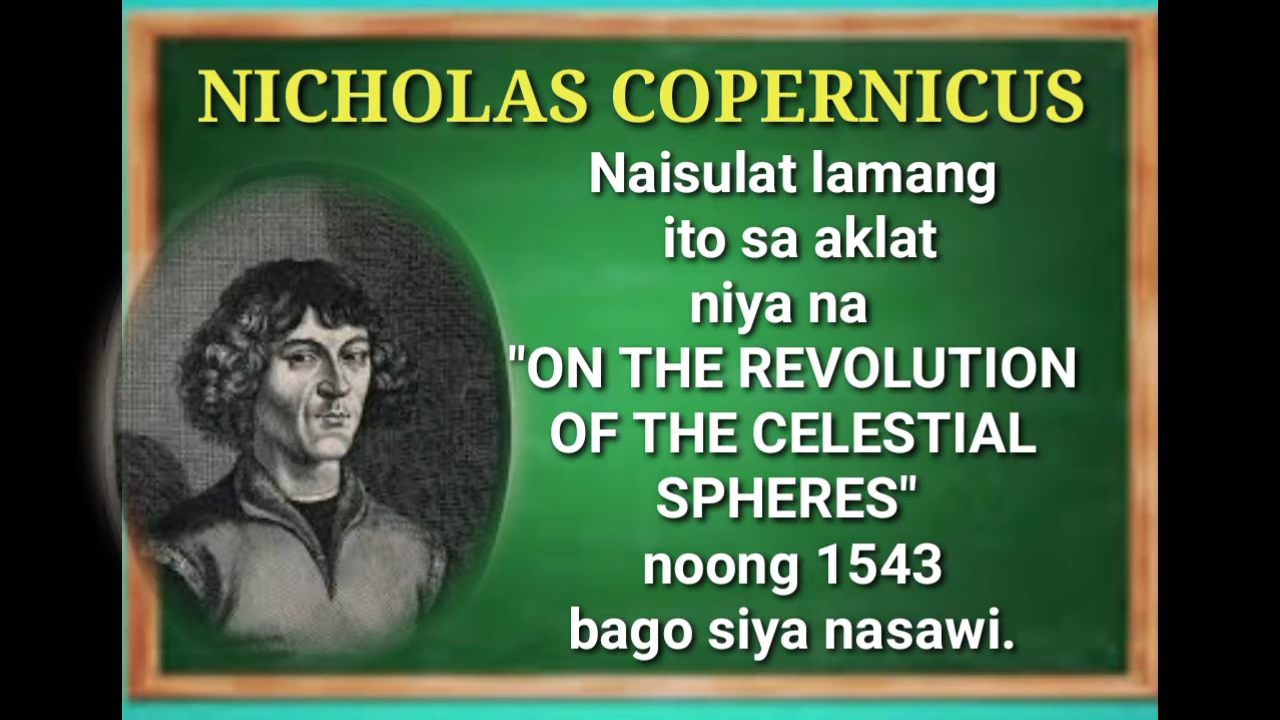 NICHOLAS COPERNICUS
Naisulat lamang
ito sa aklat
niya na
"ON THE REVOLUTION
OF THE CELESTIAL
SPHERES"
noong 1543
bago siya nasawi.